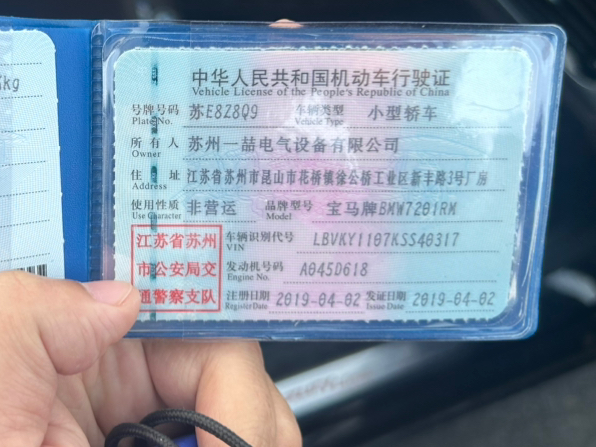 kg
中华人民共和国机动车行驶证
Vehicle License of the People's Republic of China
号牌号码 苏E8Z8Q9 车辆类型 小型轿车
Plate No. Vehicle Type
所有人 苏州一喆电气设备有限公司
Owner
住址 江苏省苏州市昆山市花桥镇徐公桥工业区新丰路3号厂房
Address
使用性质 非营运 品牌型号 宝马牌BMW7201RM
Use Character Model
江苏省苏州
市公安局交
通警察支队
车辆识别代号 LBVKY1107KSS40317
VIN
发动机号码 A045D618
Engine No.
注册日期 2019-04-02 发证日期 2019-04-02
Register Date Issue Date